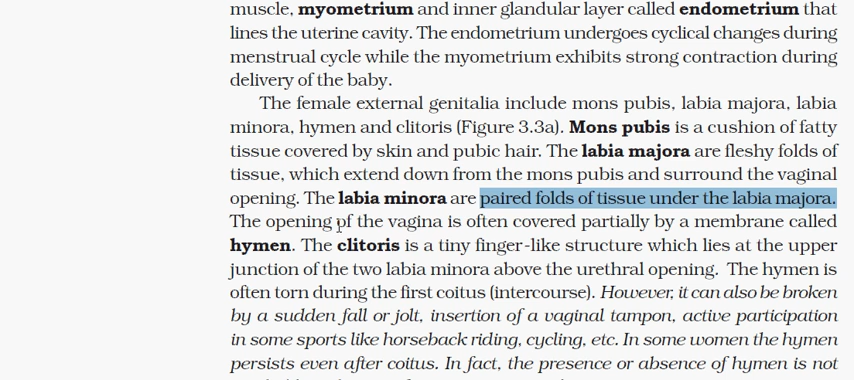 muscle, myometrium and inner glandular layer called endometrium that
lines the uterine cavity. The endometrium undergoes cyclical changes during
menstrual cycle while the myometrium exhibits strong contraction during
delivery of the baby.
The female external genitalia include mons pubis, labia majora, labia
minora, hymen and clitoris (Figure 3.3a). Mons pubis is a cushion of fatty
tissue covered by skin and pubic hair. The labia majora are fleshy folds of
tissue, which extend down from the mons pubis and surround the vaginal
opening. The labia minora are paired folds of tissue under the labia majora.
The opening of the vagina is often covered partially by a membrane called
hymen. The clitoris is a tiny finger-like structure which lies at the upper
junction of the two labia minora above the urethral opening. The hymen is
often torn during the first coitus (intercourse). However, it can also be broken
by a sudden fall or jolt, insertion of a vaginal tampon, active participation
in some sports like horseback riding, cycling, etc. In some women the hymen
persists even after coitus. In fact, the presence or absence of hymen is not